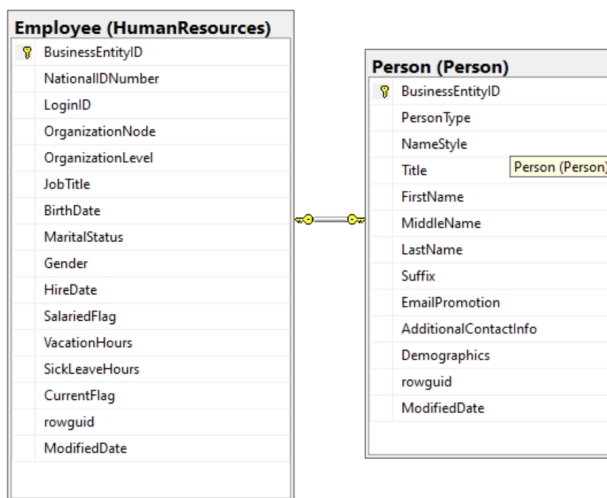 Employee (HumanResources)
BusinessEntityID
NationalIDNumber
LoginID
OrganizationNode
OrganizationLevel
JobTitle
BirthDate
MaritalStatus
Gender
HireDate
SalariedFlag
VacationHours
SickLeaveHours
CurrentFlag
rowguid
ModifiedDate
Person (Person)
BusinessEntityID
PersonType
NameStyle
Title
Person (Person)
FirstName
MiddleName
LastName
Suffix
EmailPromotion
AdditionalContactInfo
Demographics
rowguid
ModifiedDate